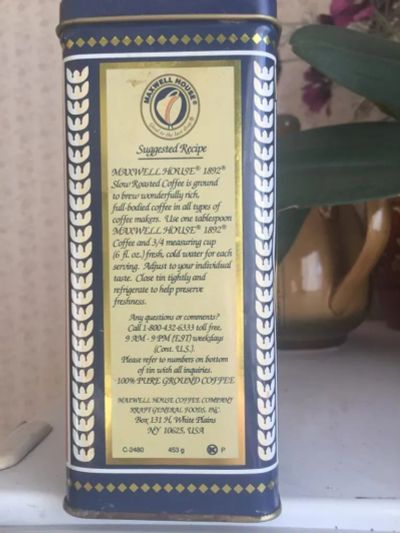 MAXWELL HOUSE®
Good to the last drop®
Suggested Recipe
MAXWELL HOUSE® 1892®
Slow Roasted Coffee is ground
to brew wonderfully rich,
full-bodied coffee in all types of
coffee makers. Use one tablespoon
MAXWELL HOUSE® 1892®
Coffee and 3/4 measuring cup
(6 fl. oz.) fresh, cold water for each
serving. Adjust to your individual
taste. Close tin tightly and
refrigerate to help preserve
freshness.
Any questions or comments?
Call 1-800-432-6333 toll free,
9 AM - 9 PM (EST) weekdays
(Cont. U.S.).
Please refer to numbers on bottom
of tin with all inquiries.
100% PURE GROUND COFFEE
MAXWELL HOUSE COFFEE COMPANY
KRAFT GENERAL FOODS, INC.
Box 131 H, White Plains
NY 10625, USA
C-2480 453 g K P